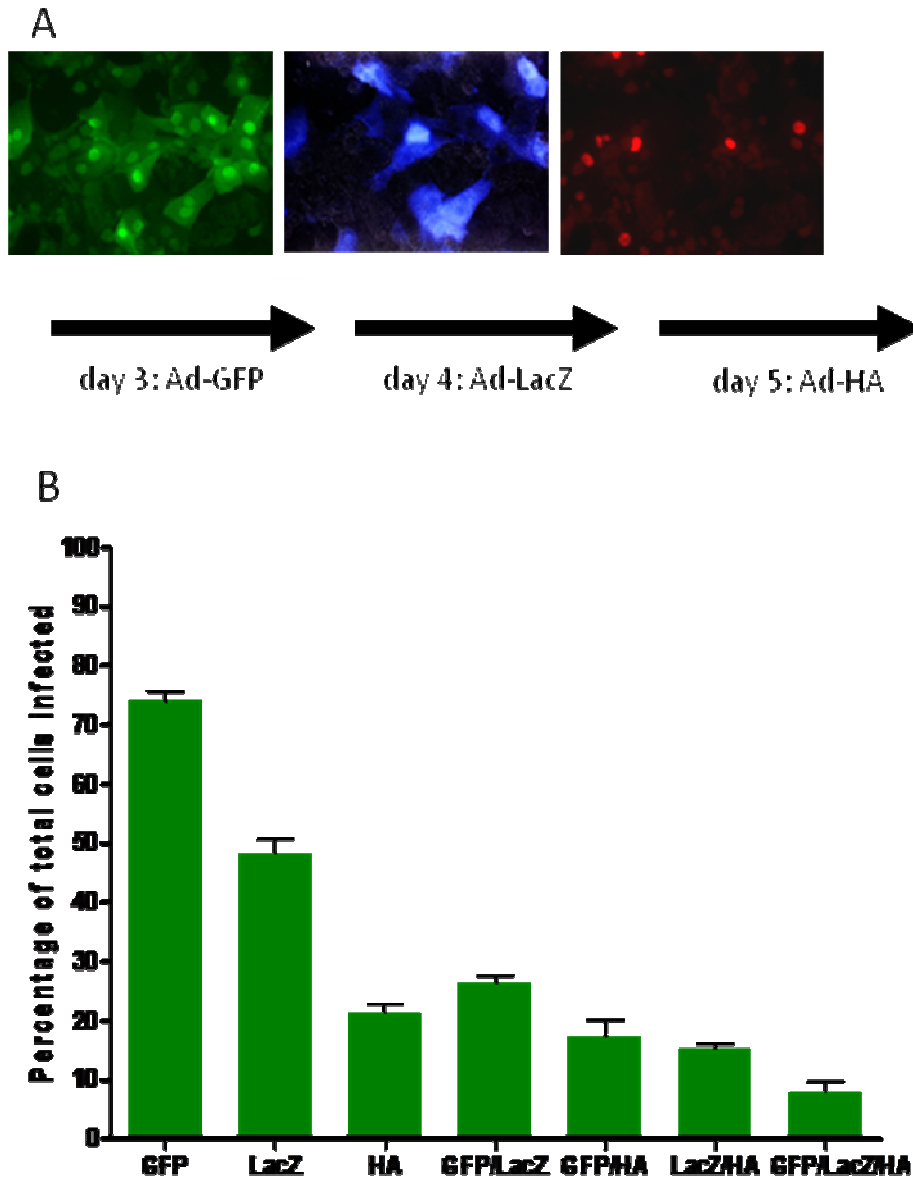 A
day 3: Ad-GFP
day 4: Ad-LacZ
day 5: Ad-HA
B
Percentage of total cells infected
100
90
80
70
60
50
40
30
20
10
0
GFP
LacZ
HA
GFP/LacZ
GFP/HA
LacZ/HA
GFP/LacZ/HA